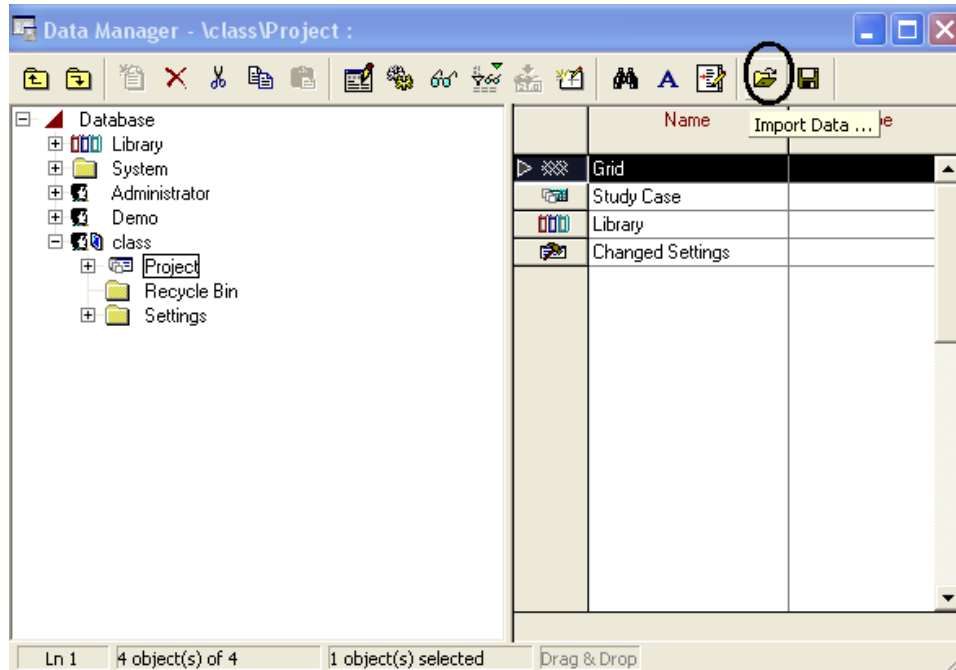 Data Manager - \class\Project :
Import Data ...
Database
Library
System
Administrator
Demo
class
Project
Recycle Bin
Settings
Name
Grid
Study Case
Library
Changed Settings
Ln 1 4 object(s) of 4 1 object(s) selected Drag & Drop